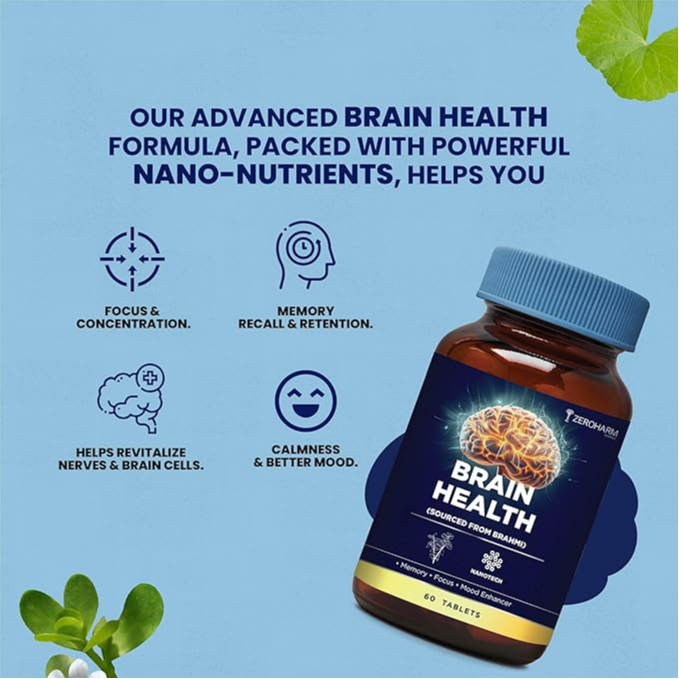 OUR ADVANCED BRAIN HEALTH
FORMULA, PACKED WITH POWERFUL
NANO-NUTRIENTS, HELPS YOU
FOCUS &
CONCENTRATION.
MEMORY
RECALL & RETENTION.
HELPS REVITALIZE
NERVES & BRAIN CELLS.
CALMNESS
& BETTER MOOD.
ZEROHARM
BRAIN
HEALTH
(SOURCED FROM BRAHMI)
NANOTECH
• Memory • Focus • Mood Enhancer
60 TABLETS